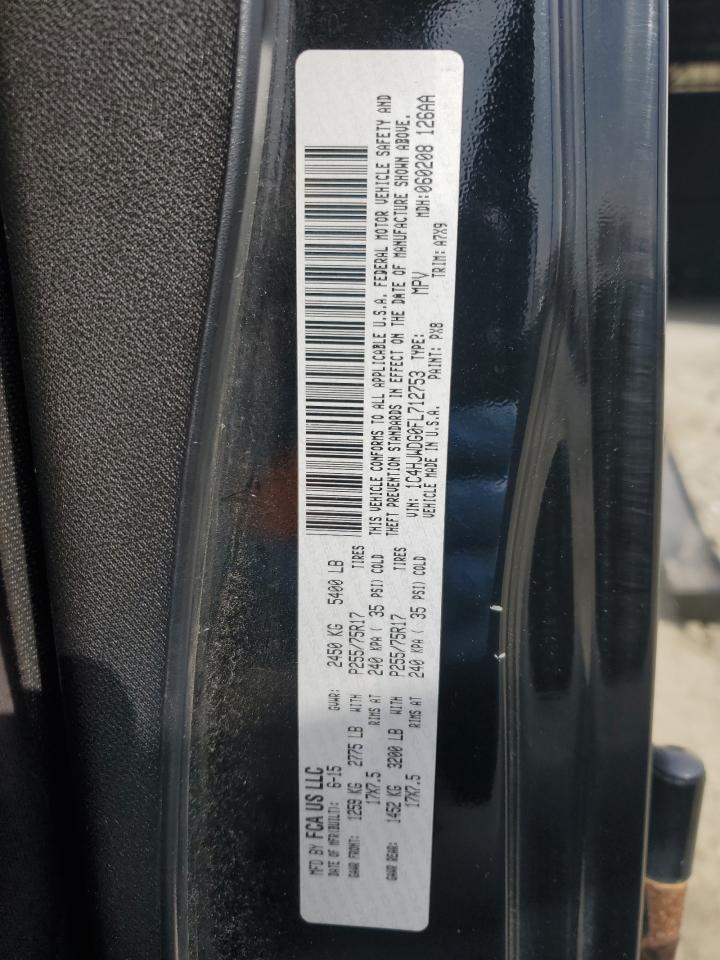 MFD BY FCA US LLC
DATE OF MFR(BUILT): 6-15 GVWR: 2450 KG 5400 LB
GAWR FRONT: 1259 KG 2775 LB WITH P255/75R17 TIRES
17X7.5 RIMS AT 240 KPA ( 35 PSI) COLD
GAWR REAR: 1452 KG 3200 LB WITH P255/75R17 TIRES
17X7.5 RIMS AT 240 KPA ( 35 PSI) COLD
THIS VEHICLE CONFORMS TO ALL APPLICABLE U.S.A. FEDERAL MOTOR VEHICLE SAFETY AND
THEFT PREVENTION STANDARDS IN EFFECT ON THE DATE OF MANUFACTURE SHOWN ABOVE.
VIN: 1C4HJWDG0FL712753 TYPE: MPV MDH:060208 126AA
VEHICLE MADE IN U.S.A. PAINT: PX8 TRIM: A7X9